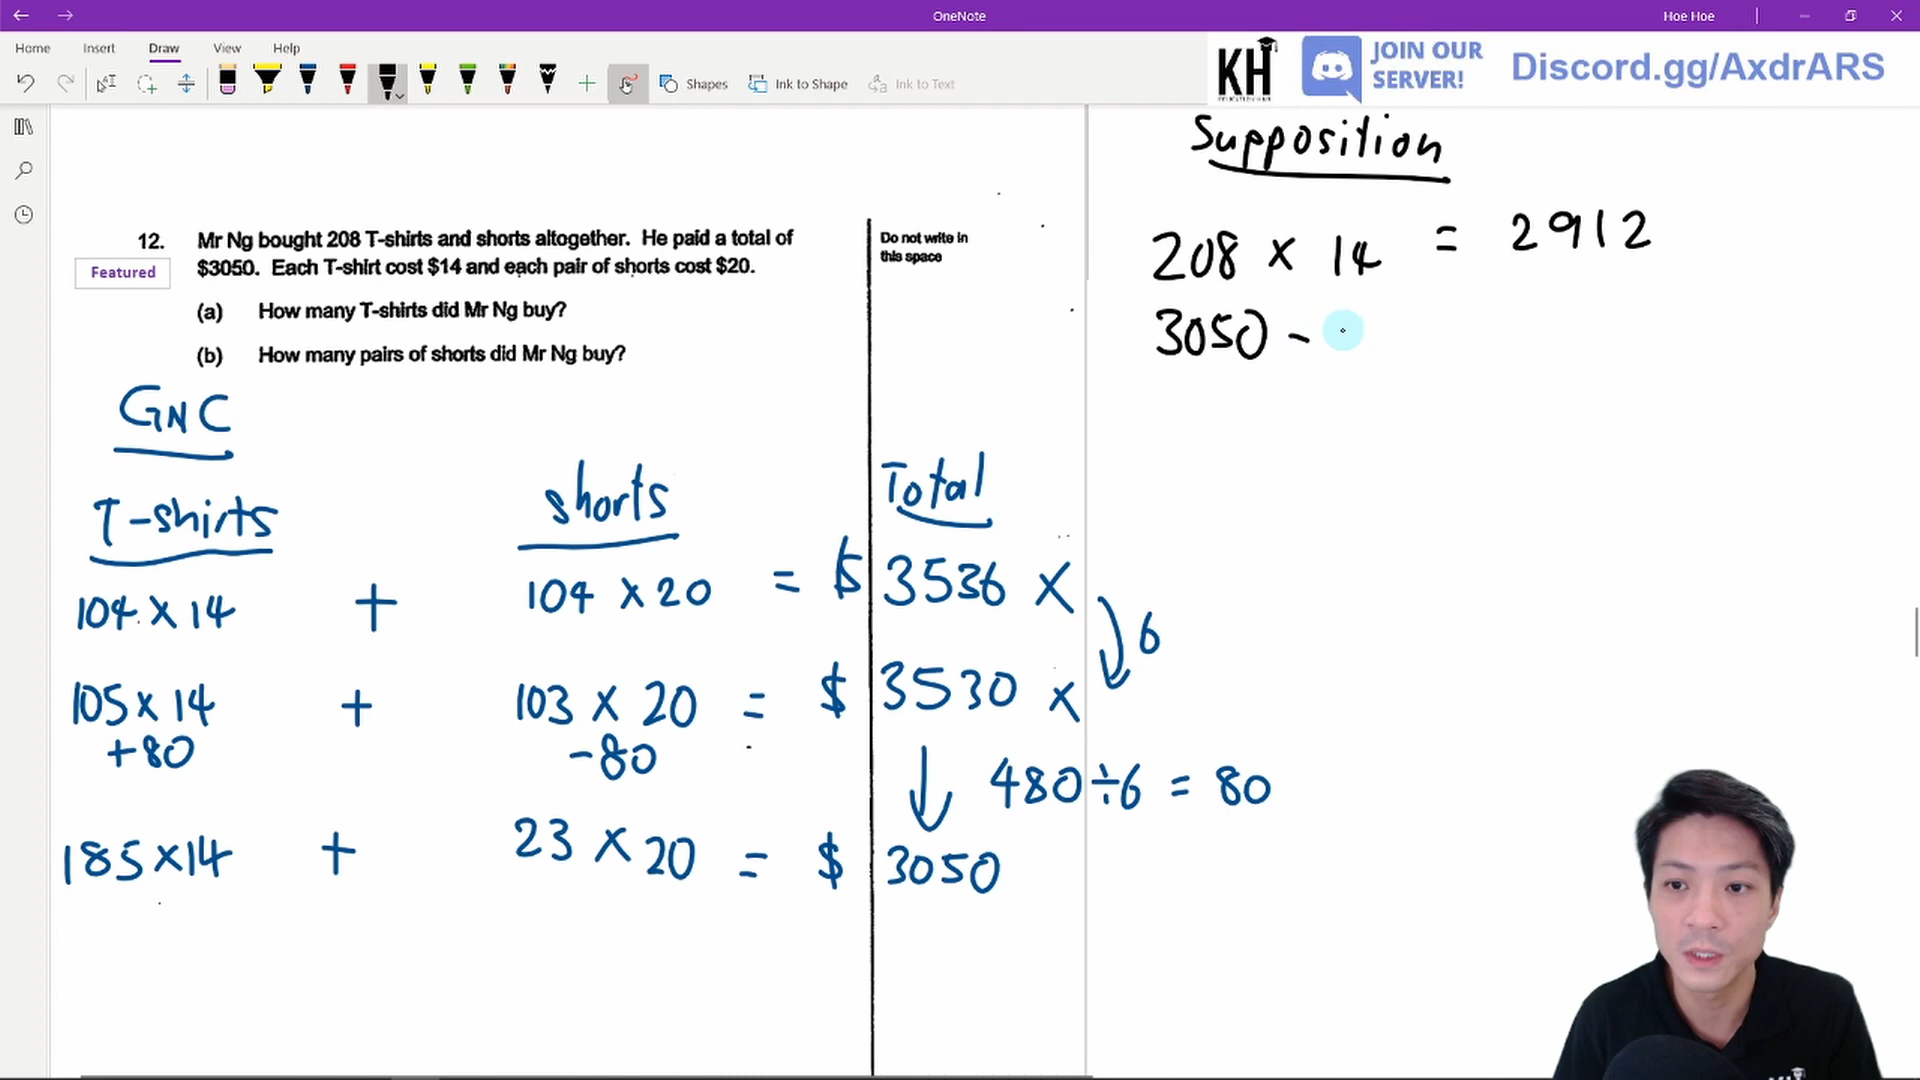 OneNote
Hoe Hoe
Home Insert Draw View Help
Shapes Ink to Shape Ink to Text
KH
JOIN OUR SERVER!
Discord.gg/AxdrARS
12. Mr Ng bought 208 T-shirts and shorts altogether. He paid a total of
$3050. Each T-shirt cost $14 and each pair of shorts cost $20.
Featured
(a) How many T-shirts did Mr Ng buy?
(b) How many pairs of shorts did Mr Ng buy?
Do not write in
this space
GNC
T-shirts shorts Total
104 × 14 + 104 × 20 = $ 3536 ×
6
105 × 14 + 103 × 20 = $ 3530 ×
+80 -80
480 ÷ 6 = 80
185 × 14 + 23 × 20 = $ 3050
Supposition
208 × 14 = 2912
3050 -